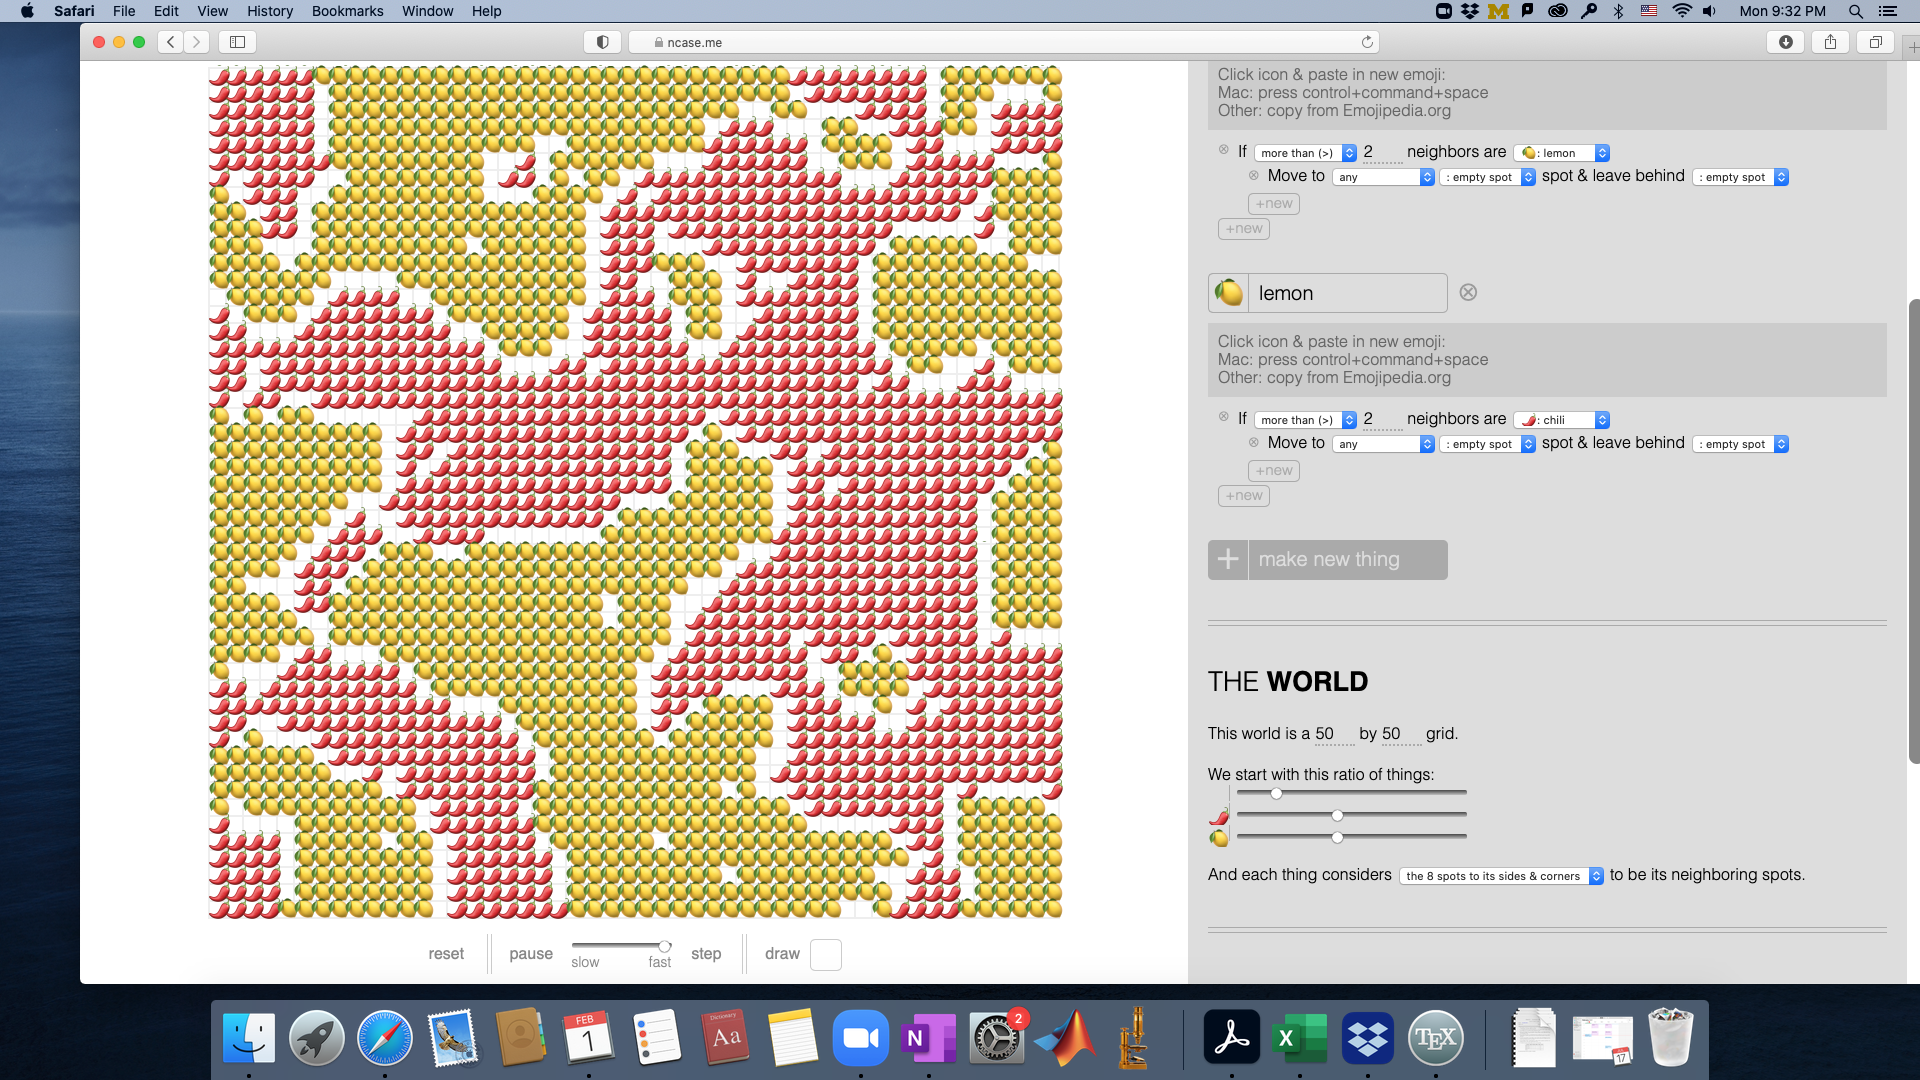 Safari File Edit View History Bookmarks Window Help
Mon 9:32 PM
ncase.me
Click icon & paste in new emoji:
Mac: press control+command+space
Other: copy from Emojipedia.org
If more than (>) 2 neighbors are : lemon
Move to any : empty spot spot & leave behind : empty spot
+new
+new
lemon
Click icon & paste in new emoji:
Mac: press control+command+space
Other: copy from Emojipedia.org
If more than (>) 2 neighbors are : chili
Move to any : empty spot spot & leave behind : empty spot
+new
+new
+ make new thing
THE WORLD
This world is a 50 by 50 grid.
We start with this ratio of things:
And each thing considers the 8 spots to its sides & corners to be its neighboring spots.
reset pause slow fast step draw
FEB
1
Dictionary
Aa
N
2
X
TEX
17